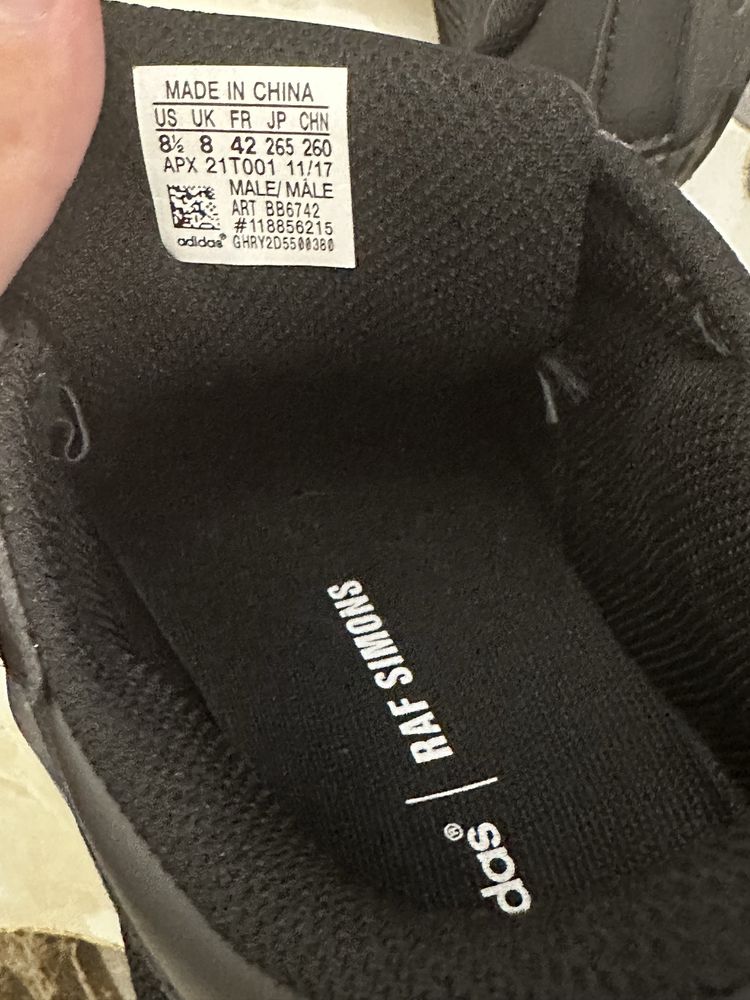 MADE IN CHINA
US UK FR JP CHN
8½ 8 42 265 260
APX 21T001 11/17
MALE/MÂLE
ART BB6742
#118856215
adidas® GHRY2D5500380
das® | RAF SIMONS